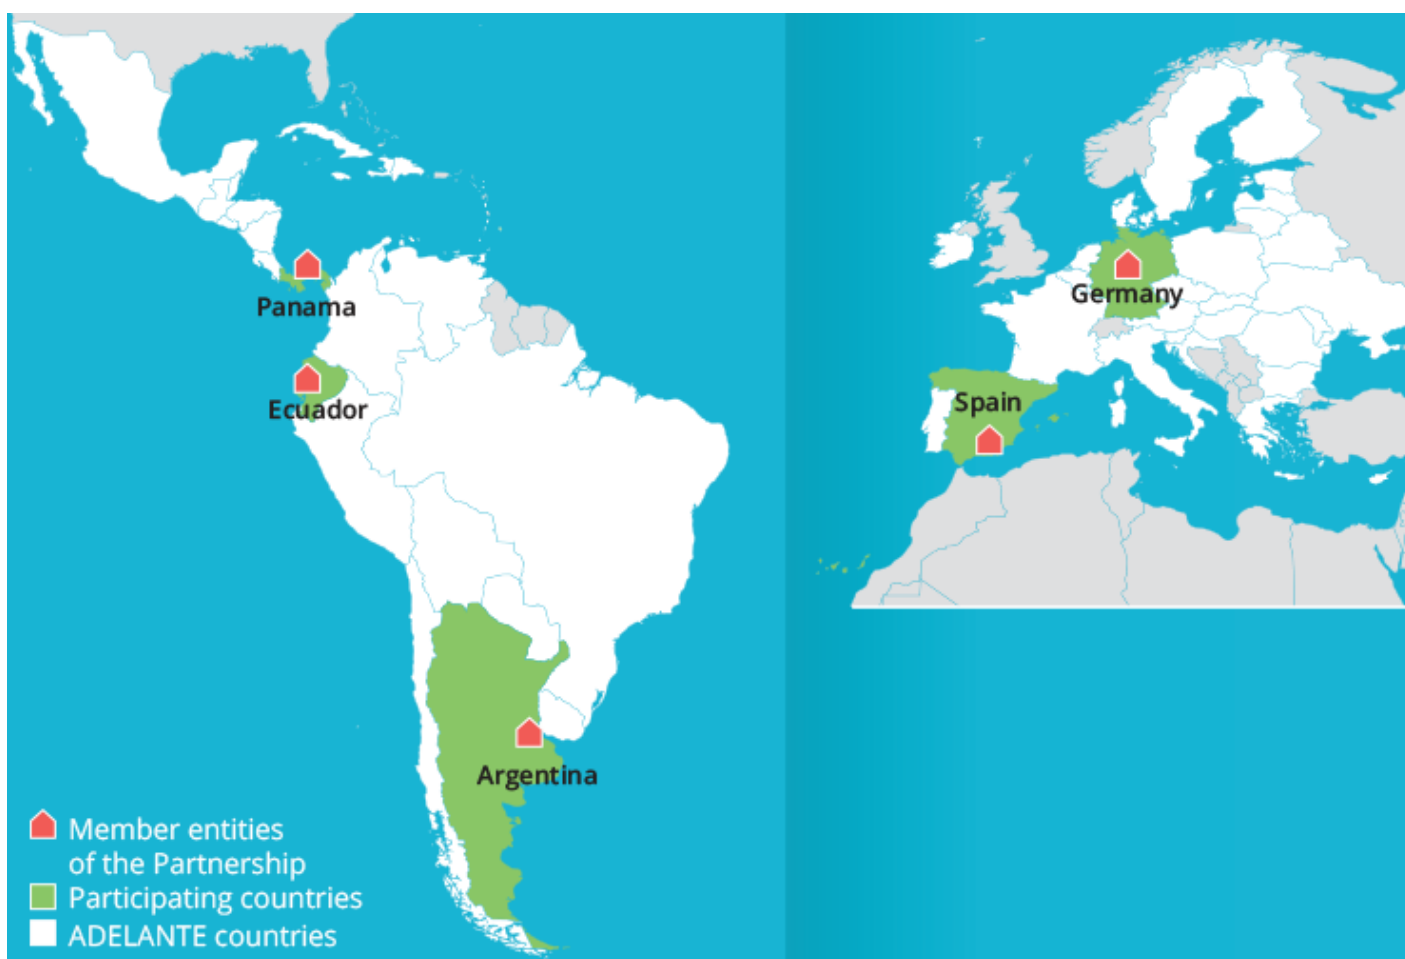 Panama
Ecuador
Argentina
Germany
Spain
Member entities
of the Partnership
Participating countries
ADELANTE countries